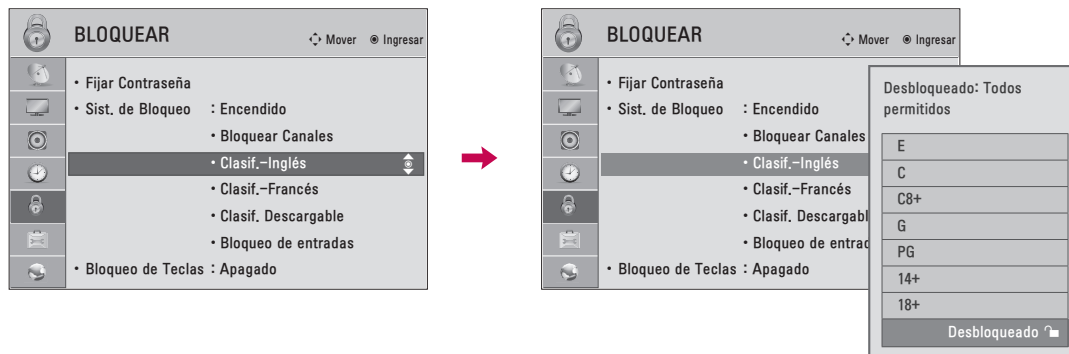 BLOQUEAR
Mover Ingresar
• Fijar Contraseña
• Sist. de Bloqueo : Encendido
• Bloquear Canales
• Clasif.-Inglés
• Clasif.-Francés
• Clasif. Descargable
• Bloqueo de entradas
• Bloqueo de Teclas : Apagado
BLOQUEAR
Mover Ingresar
• Fijar Contraseña
• Sist. de Bloqueo : Encendido
• Bloquear Canales
• Clasif.-Inglés
• Clasif.-Francés
• Clasif. Descargabl
• Bloqueo de entrad
• Bloqueo de Teclas : Apagado
Desbloqueado: Todos
permitidos
E
C
C8+
G
PG
14+
18+
Desbloqueado